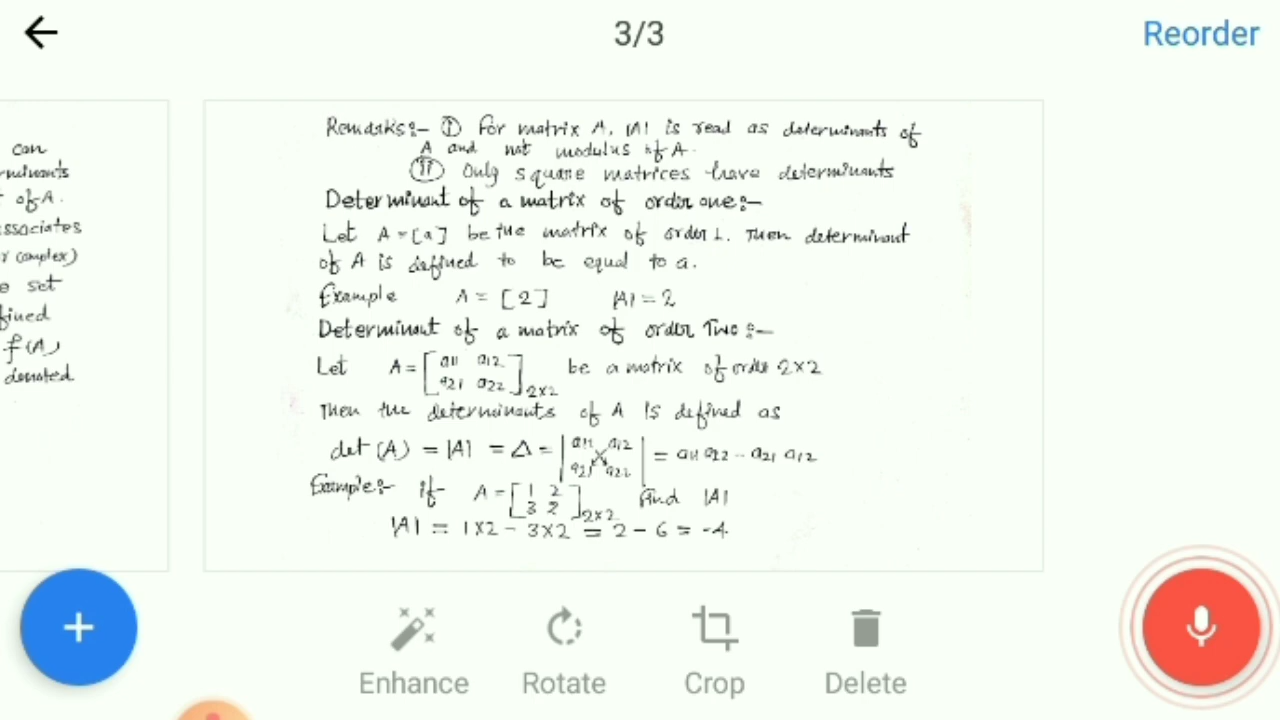 3/3
Reorder
can
of A.
r complex)
e set
f(A)
denoted
Remarks:- (I) For matrix A, |A| is read as determinants of
A and not modulus of A.
(II) Only square matrices have determinants
Determinant of a matrix of order one:-
Let A = [a] be the matrix of order 1. Then determinant
of A is defined to be equal to a.
Example A = [2] |A| = 2
Determinant of a matrix of order Two:-
Let A = [a11 a12
a21 a22]2×2 be a matrix of order 2×2
Then the determinants of A is defined as
det (A) = |A| = Δ = |a11 a12
a21 a22| = a11 a22 - a21 a12
Example:- if A = [1 2
3 2]2×2 find |A|
|A| = 1×2 - 3×2 = 2 - 6 = -4
Enhance
Rotate
Crop
Delete